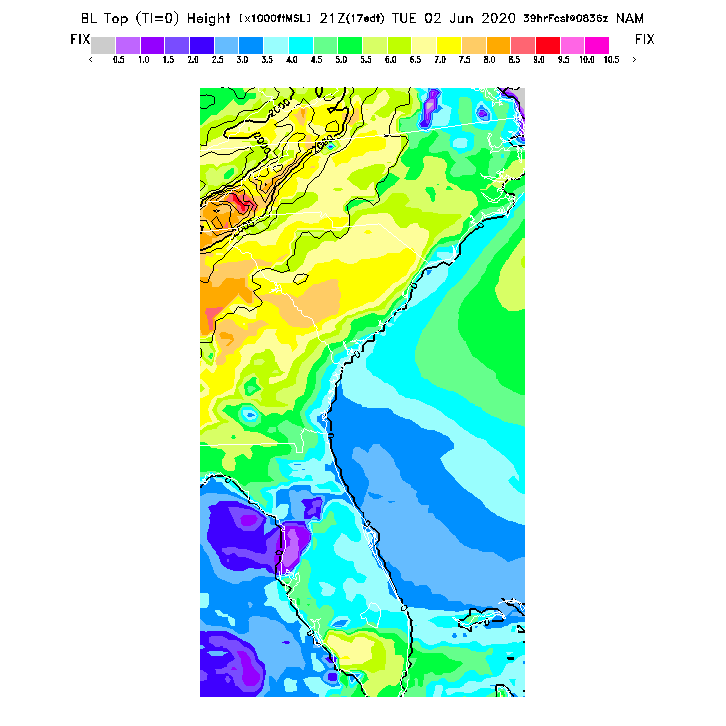 BL Top (TI=0) Height [x1000ftMSL] 21Z(17edt) TUE 02 Jun 2020 39hrFcst@0836z NAM
FIX FIX
< 0.5 1.0 1.5 2.0 2.5 3.0 3.5 4.0 4.5 5.0 5.5 6.0 6.5 7.0 7.5 8.0 8.5 9.0 9.5 10.0 10.5 >
2000
2000
2000